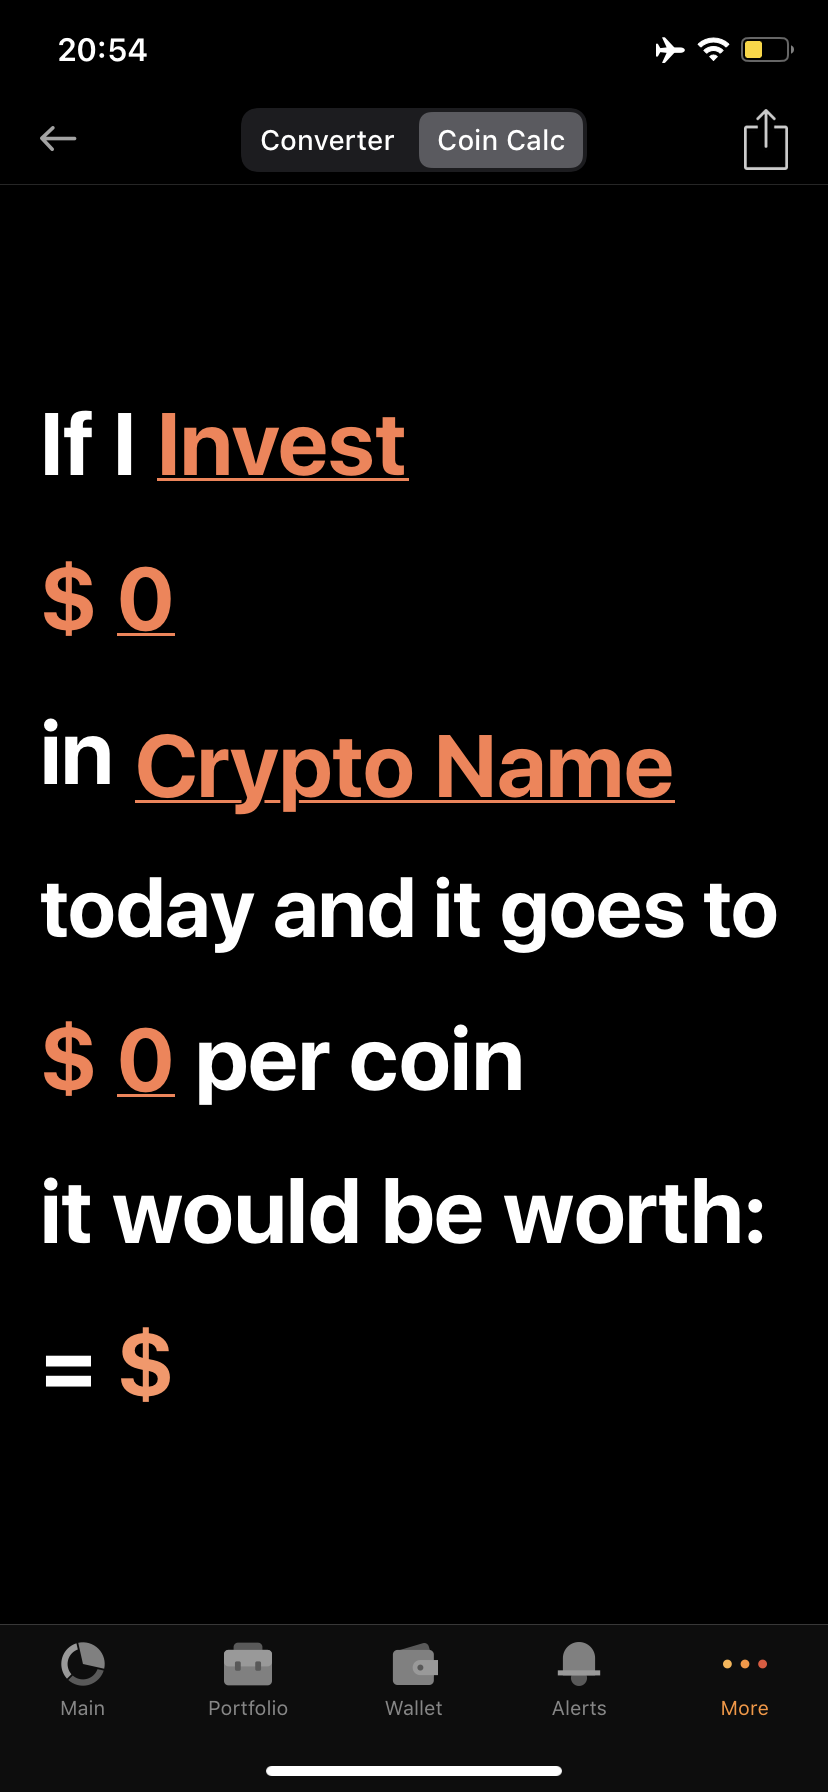 20:54
Converter Coin Calc
If I Invest
$ 0
in Crypto Name
today and it goes to
$ 0 per coin
it would be worth:
= $
Main Portfolio Wallet Alerts More